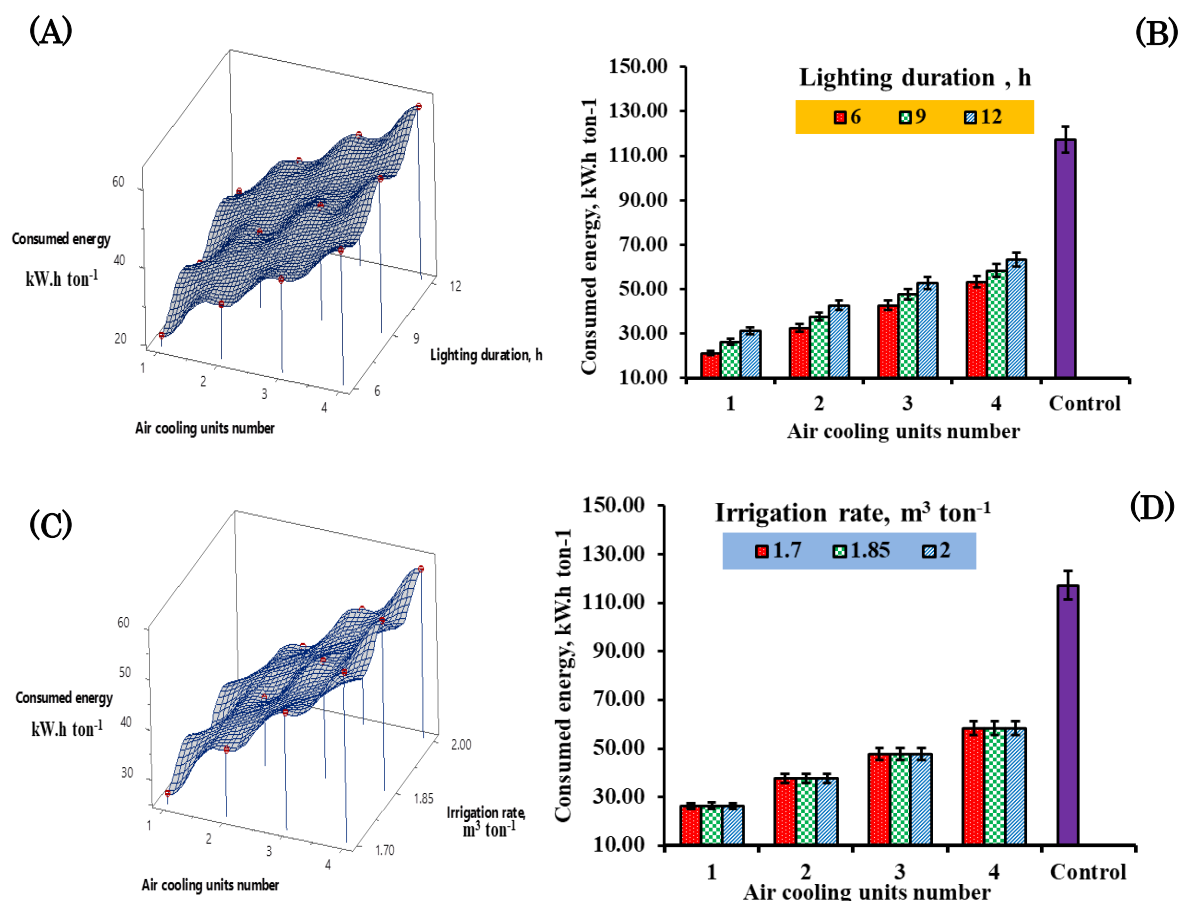 (A)
60
Consumed energy
kW.h ton-1
40
20
1
2
3
4
Air cooling units number
6
9
12
Lighting duration, h
(B)
150.00
130.00
110.00
90.00
70.00
50.00
30.00
10.00
Consumed energy, kW.h ton-1
Lighting duration , h
6 9 12
1 2 3 4 Control
Air cooling units number
(C)
60
50
Consumed energy
kW.h ton-1
40
30
1
2
3
4
Air cooling units number
1.70
1.85
2.00
Irrigation rate,
m3 ton-1
(D)
150.00
130.00
110.00
90.00
70.00
50.00
30.00
10.00
Consumed energy, kW.h ton-1
Irrigation rate, m3 ton-1
1.7 1.85 2
1 2 3 4 Control
Air cooling units number